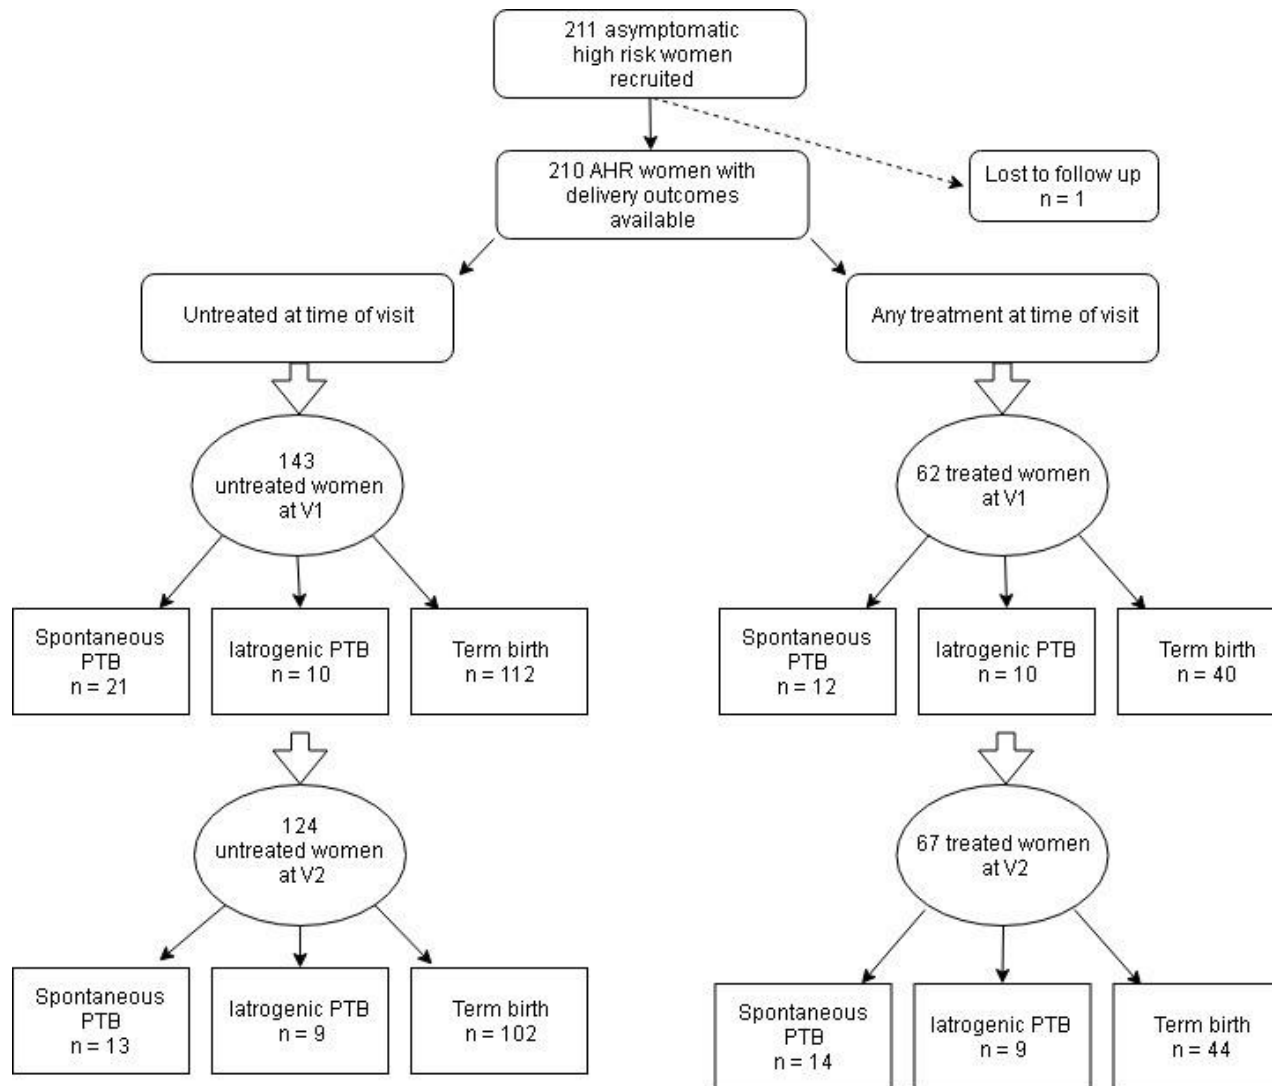 211 asymptomatic
high risk women
recruited
210 AHR women with
delivery outcomes
available
Lost to follow up
n = 1
Untreated at time of visit
Any treatment at time of visit
143
untreated women
at V1
62 treated women
at V1
Spontaneous
PTB
n = 21
Iatrogenic PTB
n = 10
Term birth
n = 112
Spontaneous
PTB
n = 12
Iatrogenic PTB
n = 10
Term birth
n = 40
124
untreated women
at V2
67 treated women
at V2
Spontaneous
PTB
n = 13
Iatrogenic PTB
n = 9
Term birth
n = 102
Spontaneous
PTB
n = 14
Iatrogenic PTB
n = 9
Term birth
n = 44